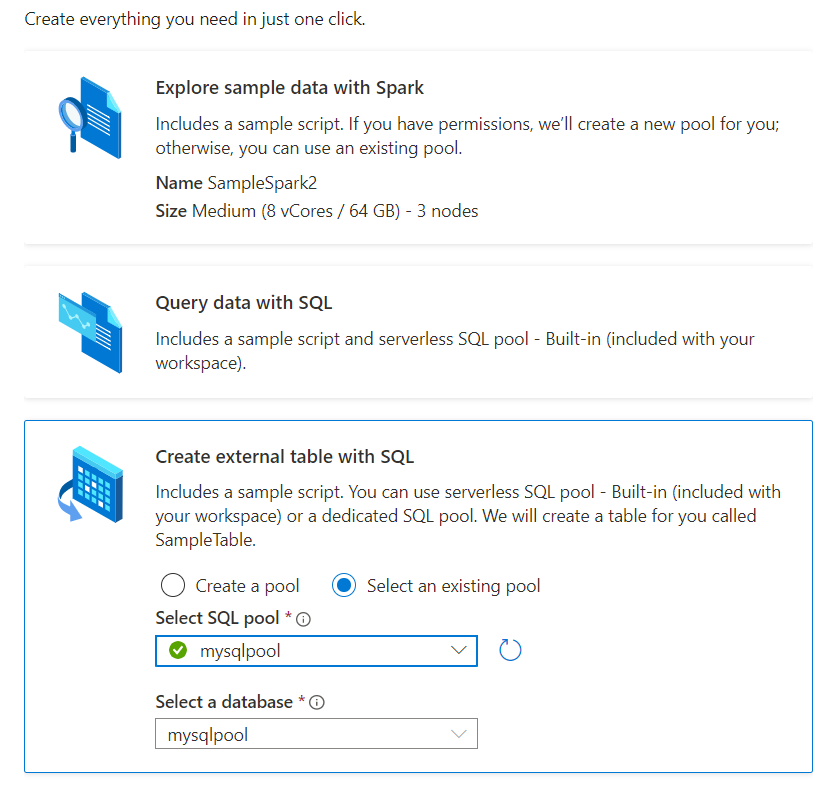 Create everything you need in just one click.
Explore sample data with Spark
Includes a sample script. If you have permissions, we’ll create a new pool for you;
otherwise, you can use an existing pool.
Name SampleSpark2
Size Medium (8 vCores / 64 GB) - 3 nodes
Query data with SQL
Includes a sample script and serverless SQL pool - Built-in (included with your
workspace).
Create external table with SQL
Includes a sample script. You can use serverless SQL pool - Built-in (included with
your workspace) or a dedicated SQL pool. We will create a table for you called
SampleTable.
Create a pool Select an existing pool
Select SQL pool *
mysqlpool
Select a database *
mysqlpool